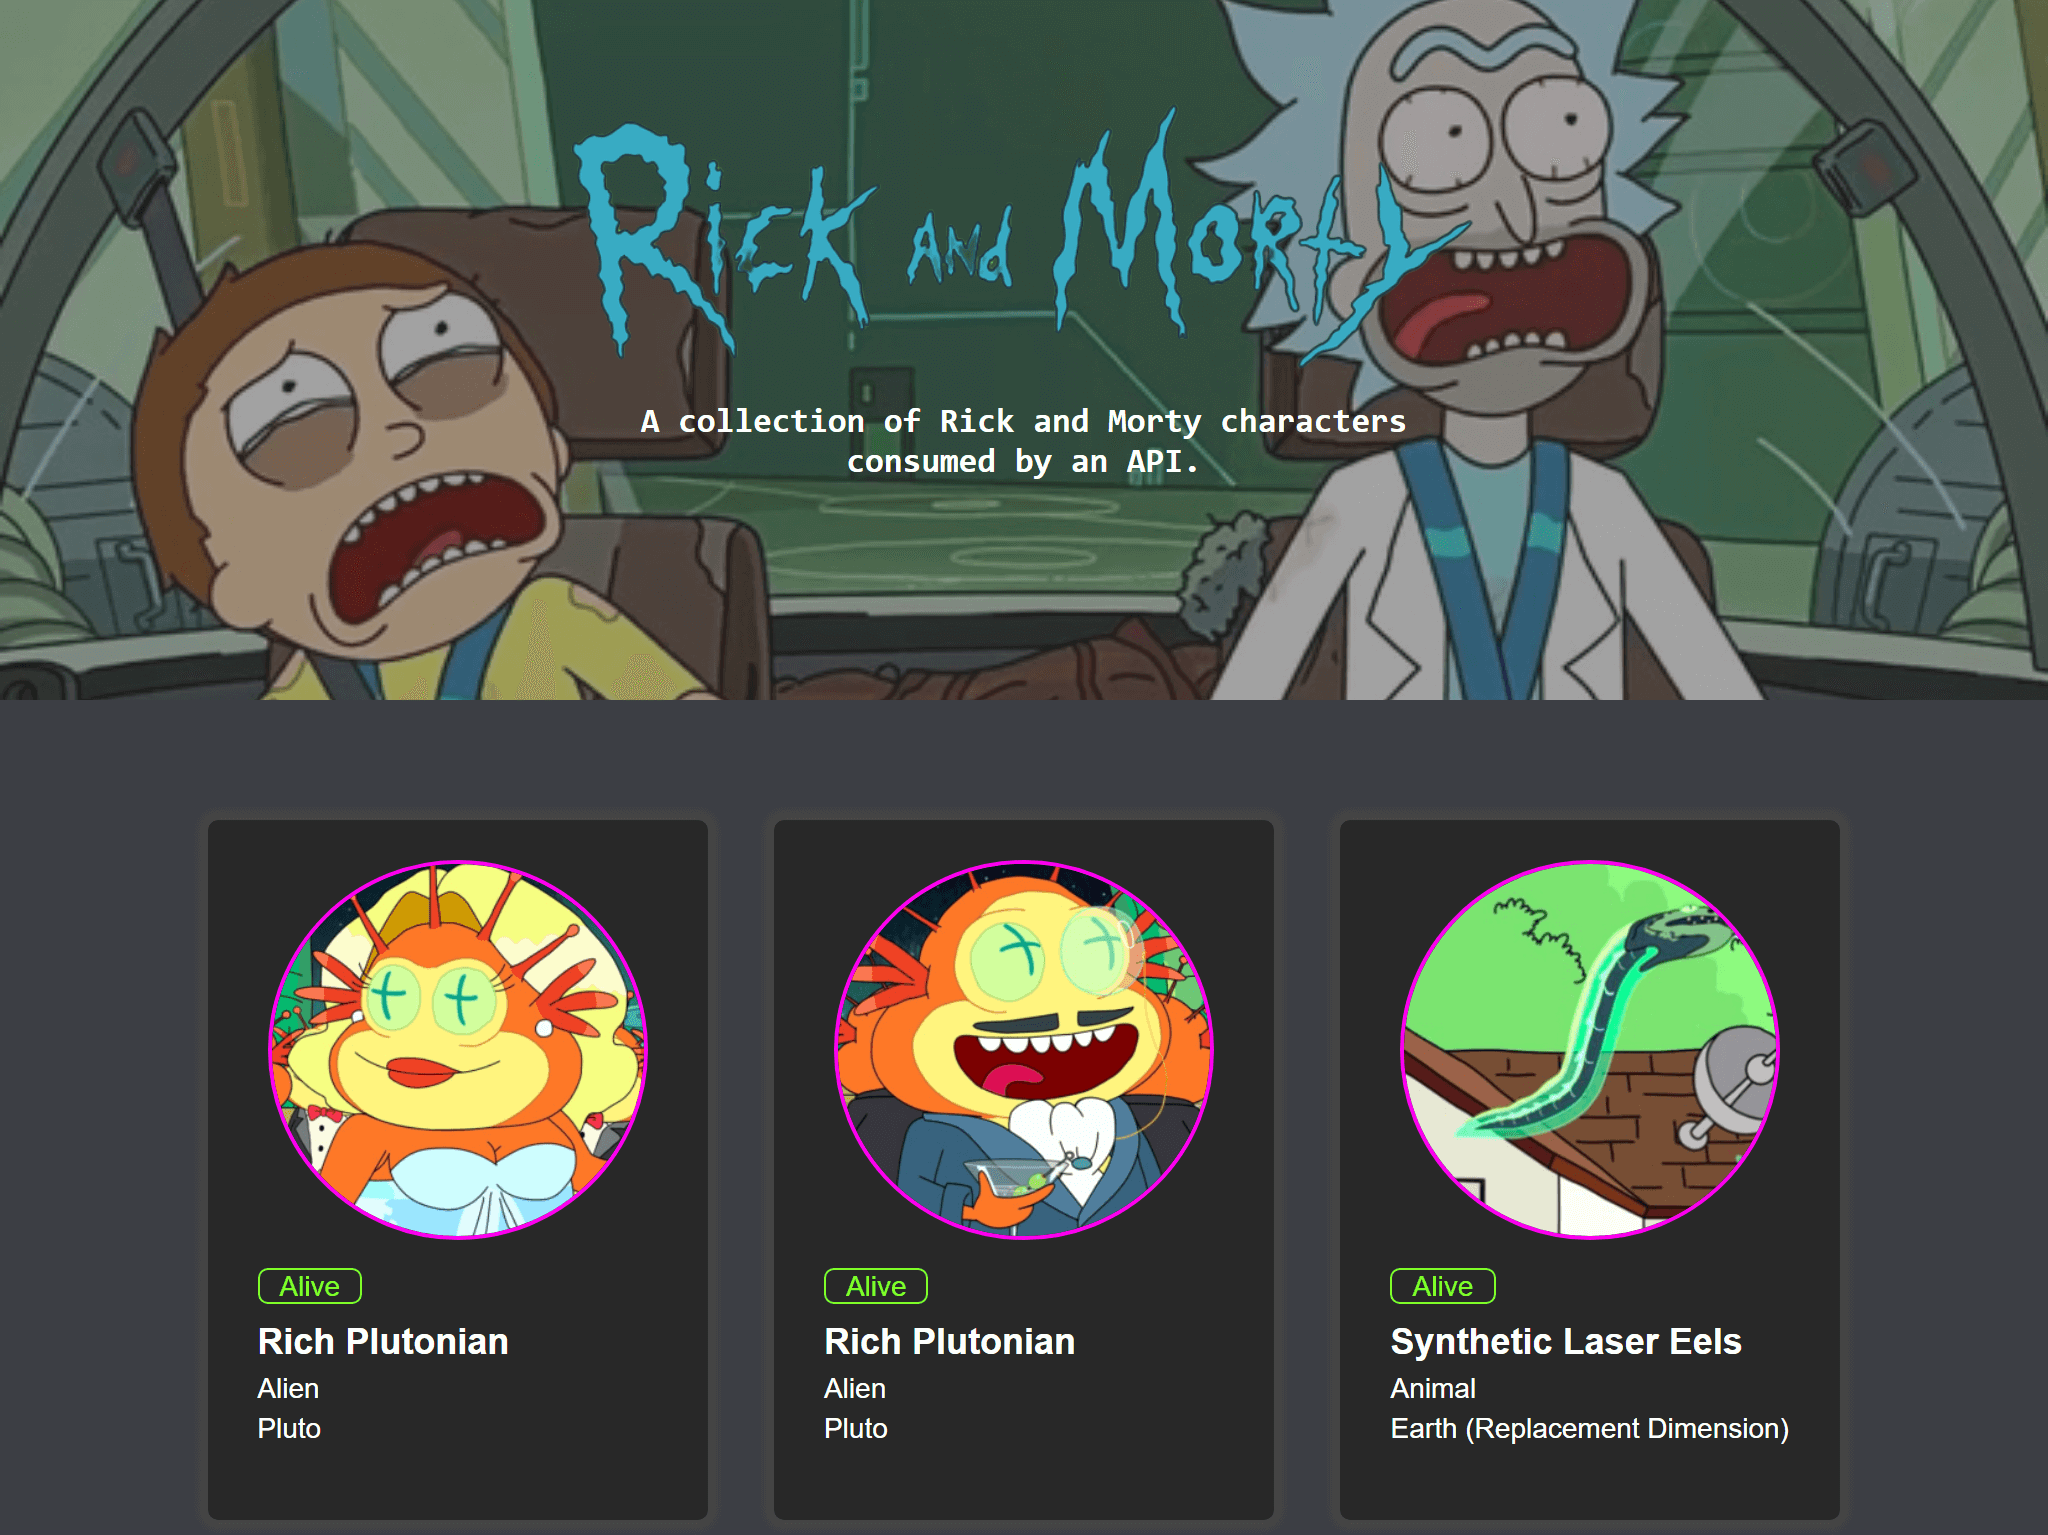 Rick and Morty
A collection of Rick and Morty characters
consumed by an API.
Alive
Rich Plutonian
Alien
Pluto
Alive
Rich Plutonian
Alien
Pluto
Alive
Synthetic Laser Eels
Animal
Earth (Replacement Dimension)